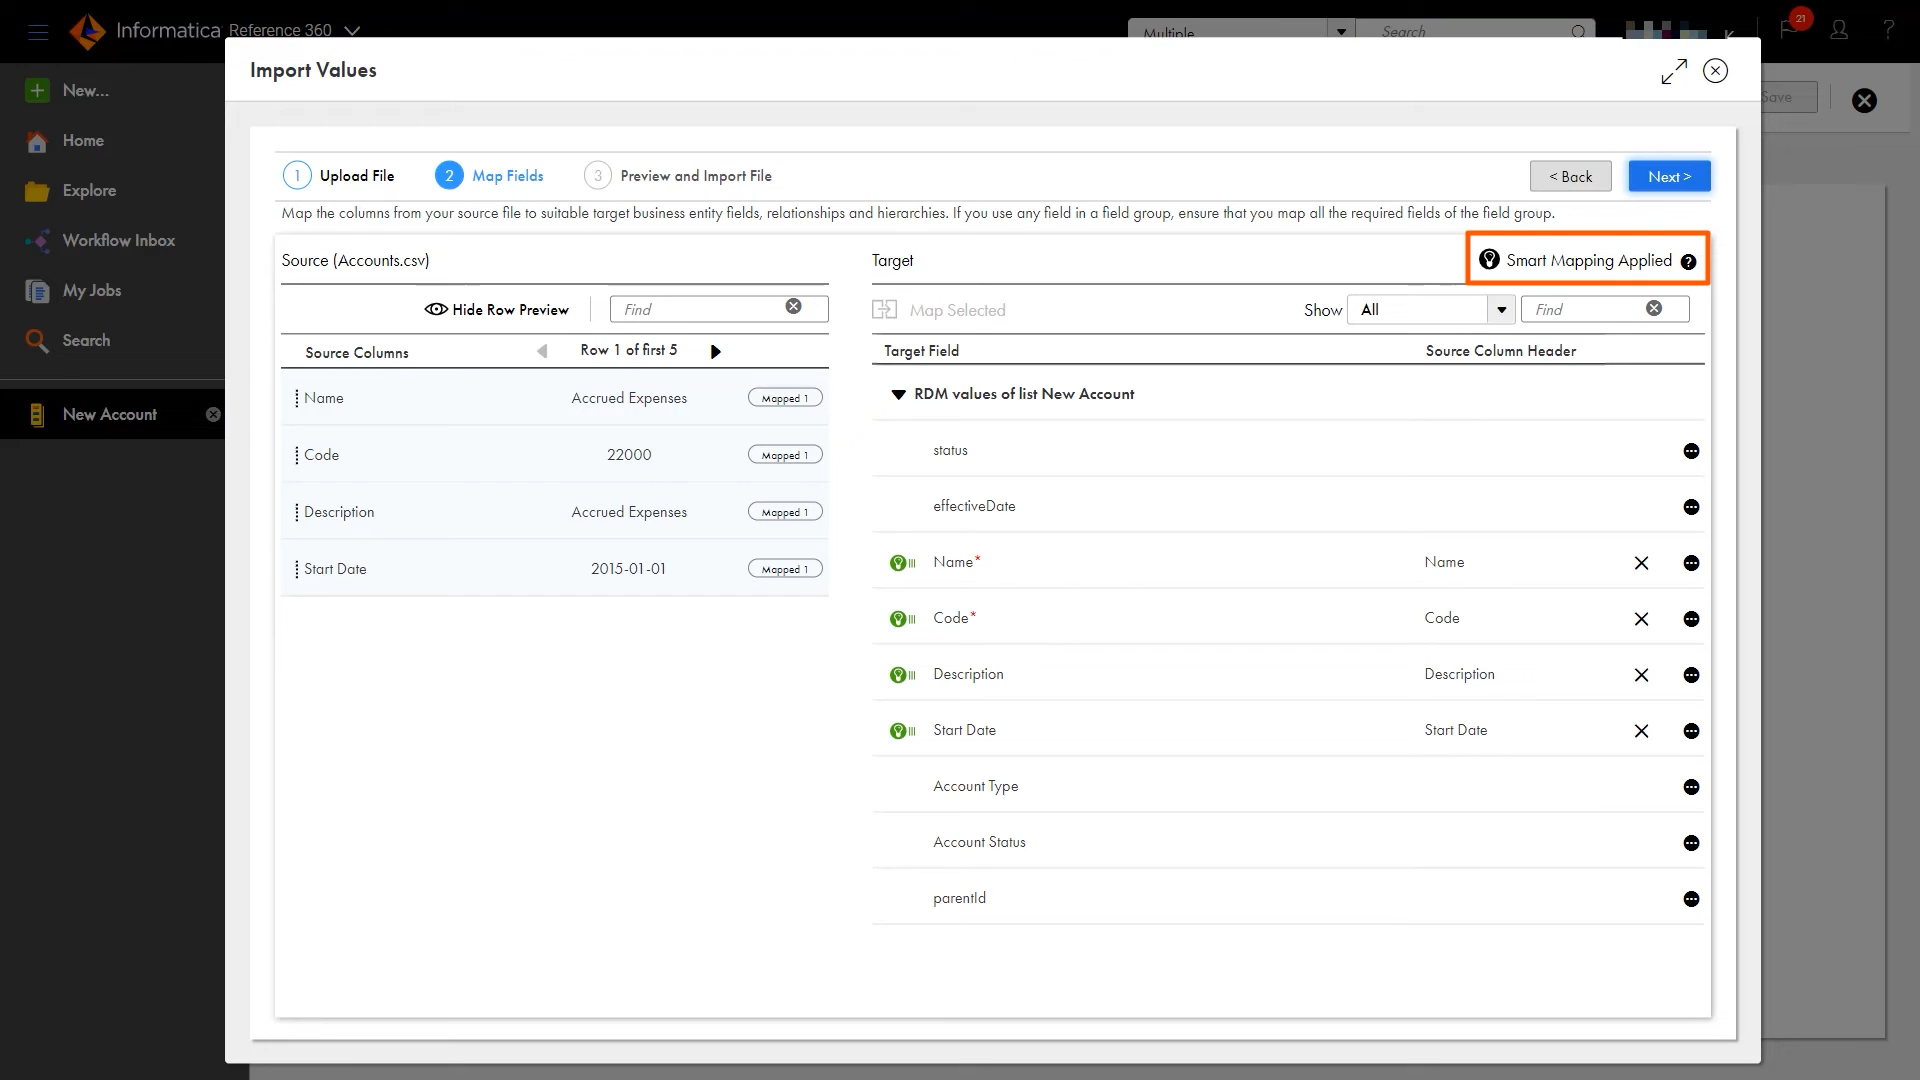 Informatica Reference 360
Multiple
Search
21
?
New...
Home
Explore
Workflow Inbox
My Jobs
Search
New Account
Save
Import Values
1 Upload File
2 Map Fields
3 Preview and Import File
< Back
Next >
Map the columns from your source file to suitable target business entity fields, relationships and hierarchies. If you use any field in a field group, ensure that you map all the required fields of the field group.
Source (Accounts.csv)
Target
Smart Mapping Applied ?
Hide Row Preview
Find
Map Selected
Show
All
Find
Source Columns
Row 1 of first 5
Target Field
Source Column Header
Name Accrued Expenses Mapped 1
Code 22000 Mapped 1
Description Accrued Expenses Mapped 1
Start Date 2015-01-01 Mapped 1
RDM values of list New Account
status
effectiveDate
Name* Name
Code* Code
Description Description
Start Date Start Date
Account Type
Account Status
parentId